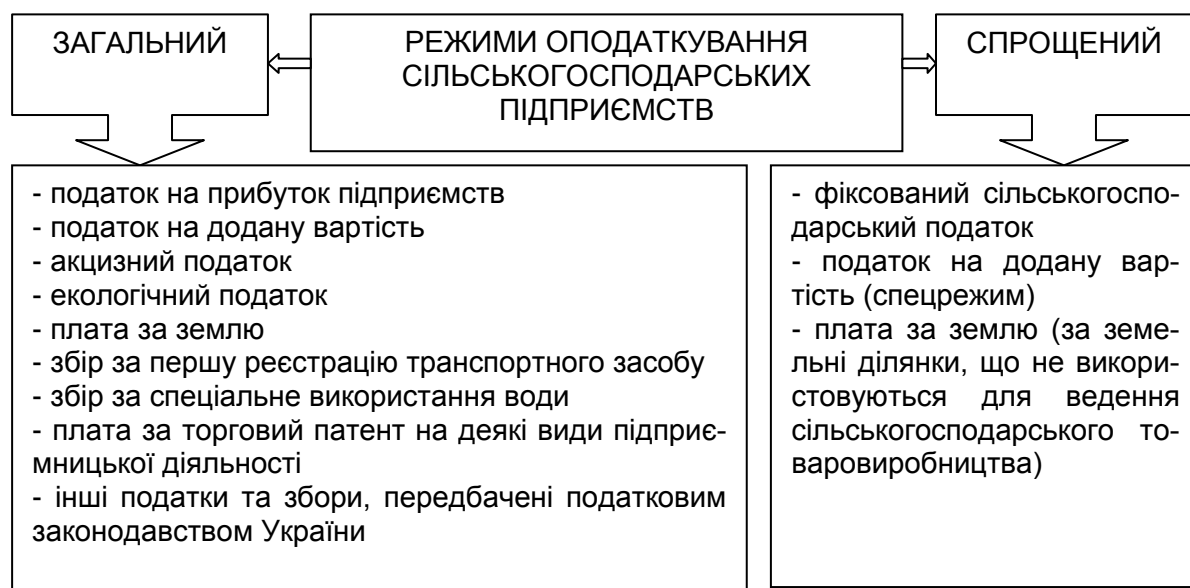 ЗАГАЛЬНИЙ
РЕЖИМИ ОПОДАТКУВАННЯ
СІЛЬСЬКОГОСПОДАРСЬКИХ
ПІДПРИЄМСТВ
СПРОЩЕНИЙ
- податок на прибуток підприємств
- податок на додану вартість
- акцизний податок
- екологічний податок
- плата за землю
- збір за першу реєстрацію транспортного засобу
- збір за спеціальне використання води
- плата за торговий патент на деякі види підприє-
мницької діяльності
- інші податки та збори, передбачені податковим
законодавством України
- фіксований сільськогоспо-
дарський податок
- податок на додану вар-
тість (спецрежим)
- плата за землю (за земе-
льні ділянки, що не викори-
стовуються для ведення
сільськогосподарського то-
варовиробництва)